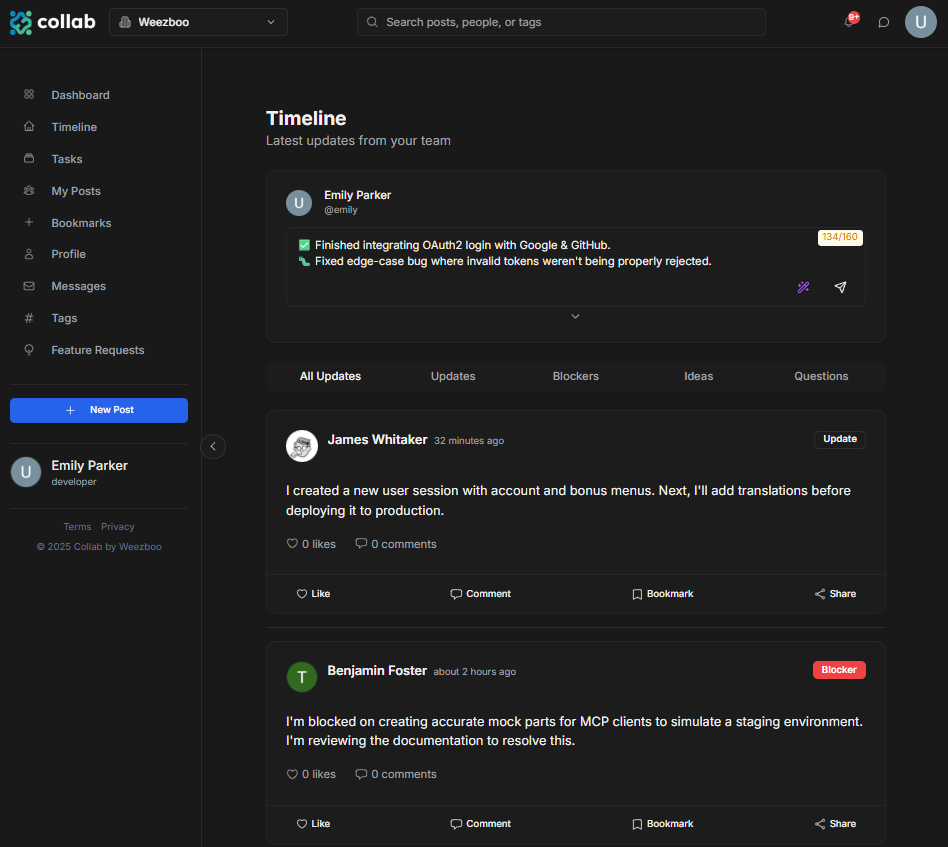 collab
Weezboo
Search posts, people, or tags
9+
U
Dashboard
Timeline
Tasks
My Posts
Bookmarks
Profile
Messages
Tags
Feature Requests
New Post
U
Emily Parker
developer
Terms Privacy
© 2025 Collab by Weezboo
Timeline
Latest updates from your team
U
Emily Parker
@emily
134/160
✅ Finished integrating OAuth2 login with Google & GitHub.
🐛 Fixed edge-case bug where invalid tokens weren't being properly rejected.
All Updates Updates Blockers Ideas Questions
James Whitaker 32 minutes ago
Update
I created a new user session with account and bonus menus. Next, I'll add translations before
deploying it to production.
0 likes 0 comments
Like Comment Bookmark Share
T
Benjamin Foster about 2 hours ago
Blocker
I'm blocked on creating accurate mock parts for MCP clients to simulate a staging environment.
I'm reviewing the documentation to resolve this.
0 likes 0 comments
Like Comment Bookmark Share